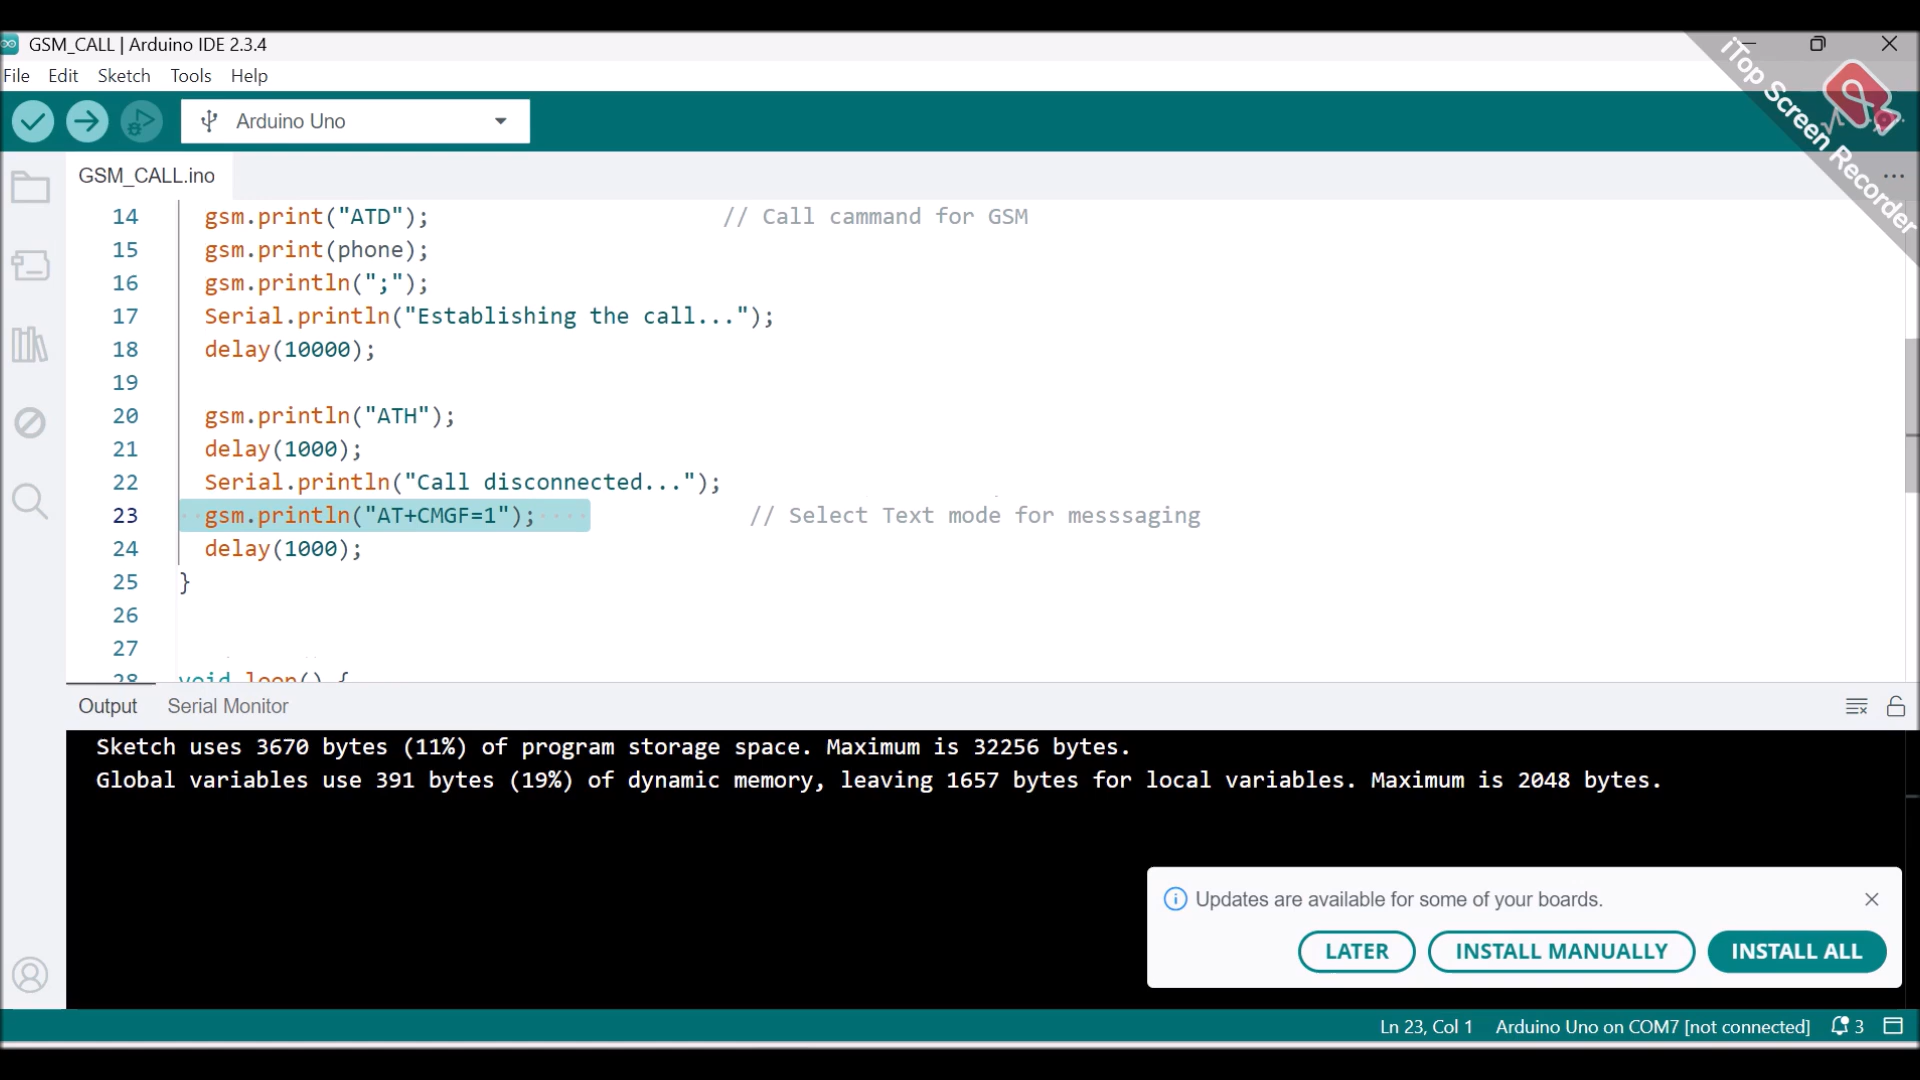 GSM_CALL | Arduino IDE 2.3.4
File Edit Sketch Tools Help
iTop Screen Recorder
Arduino Uno
GSM_CALL.ino
14 gsm.print("ATD"); // Call cammand for GSM
15 gsm.print(phone);
16 gsm.println(";");
17 Serial.println("Establishing the call...");
18 delay(10000);
19
20 gsm.println("ATH");
21 delay(1000);
22 Serial.println("Call disconnected...");
23 gsm.println("AT+CMGF=1"); // Select Text mode for messsaging
24 delay(1000);
25 }
26
27
28 void loop() {
Output Serial Monitor
Sketch uses 3670 bytes (11%) of program storage space. Maximum is 32256 bytes.
Global variables use 391 bytes (19%) of dynamic memory, leaving 1657 bytes for local variables. Maximum is 2048 bytes.
Updates are available for some of your boards.
LATER INSTALL MANUALLY INSTALL ALL
Ln 23, Col 1 Arduino Uno on COM7 [not connected] 3